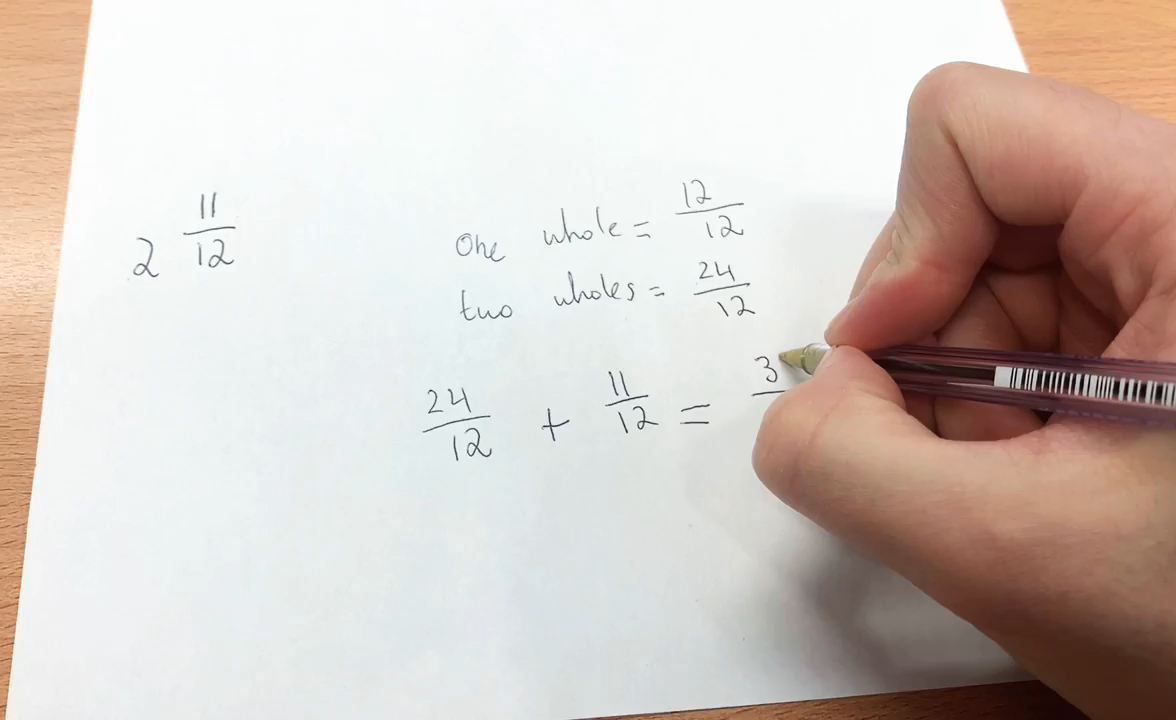 2 11/12
One whole = 12/12
two wholes = 24/12
24/12 + 11/12 = 3